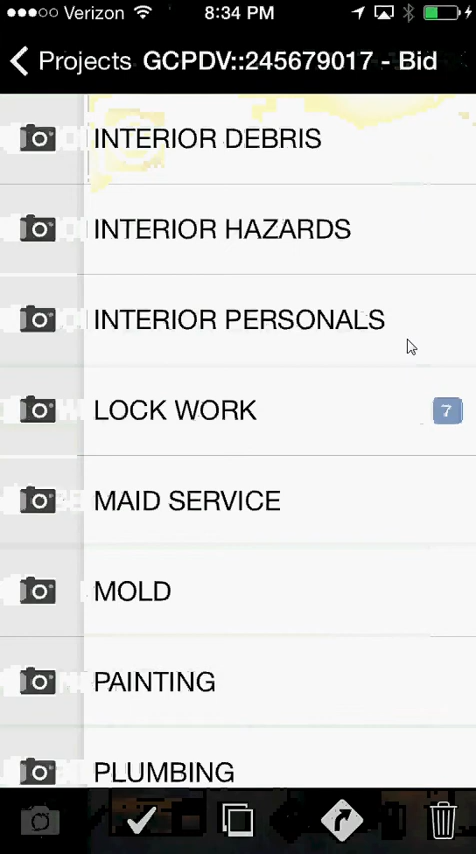 Verizon 8:34 PM
Projects GCPDV::245679017 - Bid
INTERIOR DEBRIS
INTERIOR HAZARDS
INTERIOR PERSONALS
LOCK WORK 7
MAID SERVICE
MOLD
PAINTING
PLUMBING